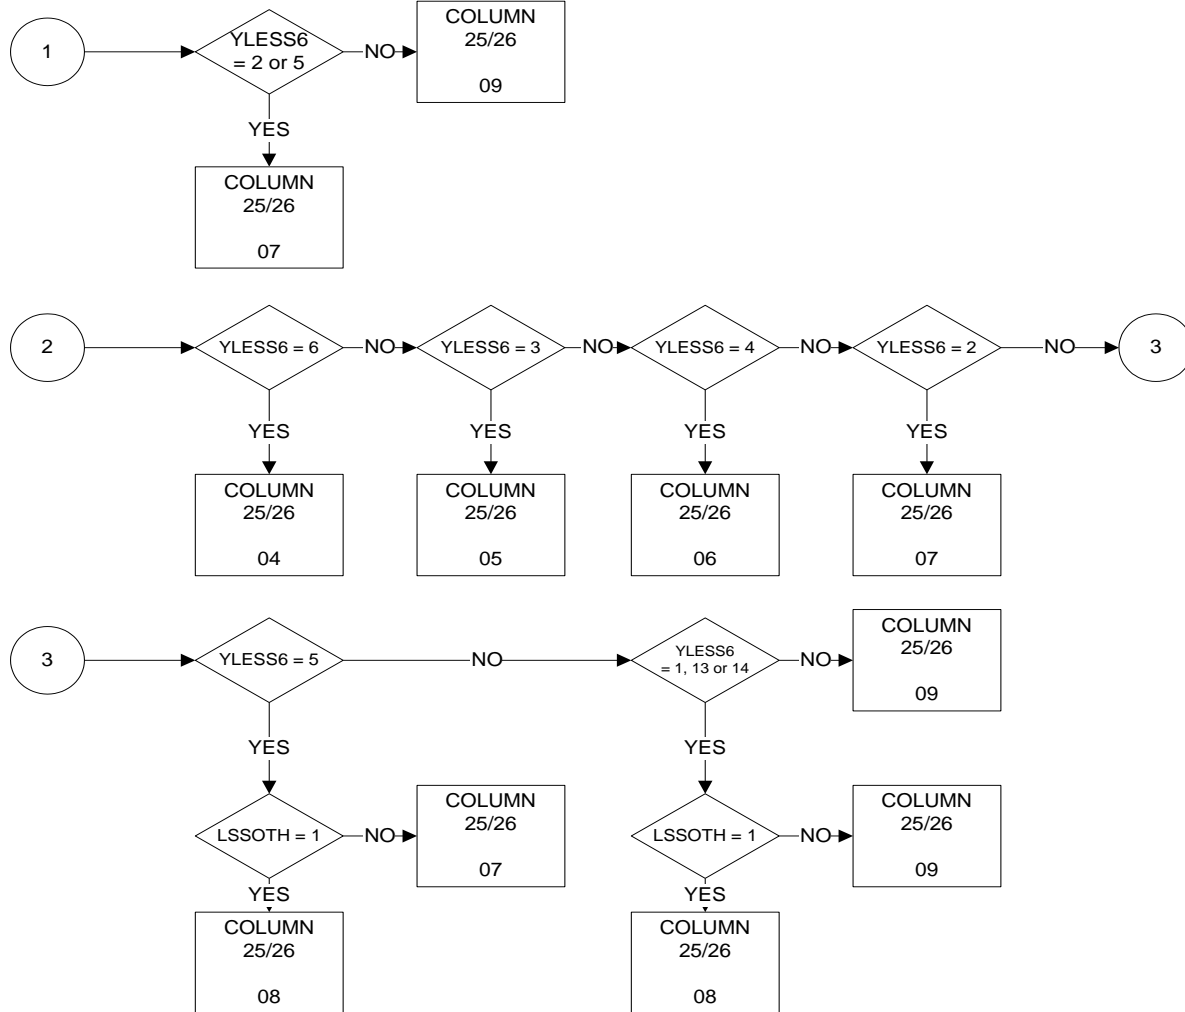 1
YLESS6
= 2 or 5
NO
COLUMN
25/26
09
YES
COLUMN
25/26
07
2
YLESS6 = 6
NO
YLESS6 = 3
NO
YLESS6 = 4
NO
YLESS6 = 2
NO
3
YES
YES
YES
YES
COLUMN
25/26
04
COLUMN
25/26
05
COLUMN
25/26
06
COLUMN
25/26
07
3
YLESS6 = 5
NO
YLESS6
= 1, 13 or 14
NO
COLUMN
25/26
09
YES
YES
LSSOTH = 1
NO
COLUMN
25/26
07
LSSOTH = 1
NO
COLUMN
25/26
09
YES
YES
COLUMN
25/26
08
COLUMN
25/26
08